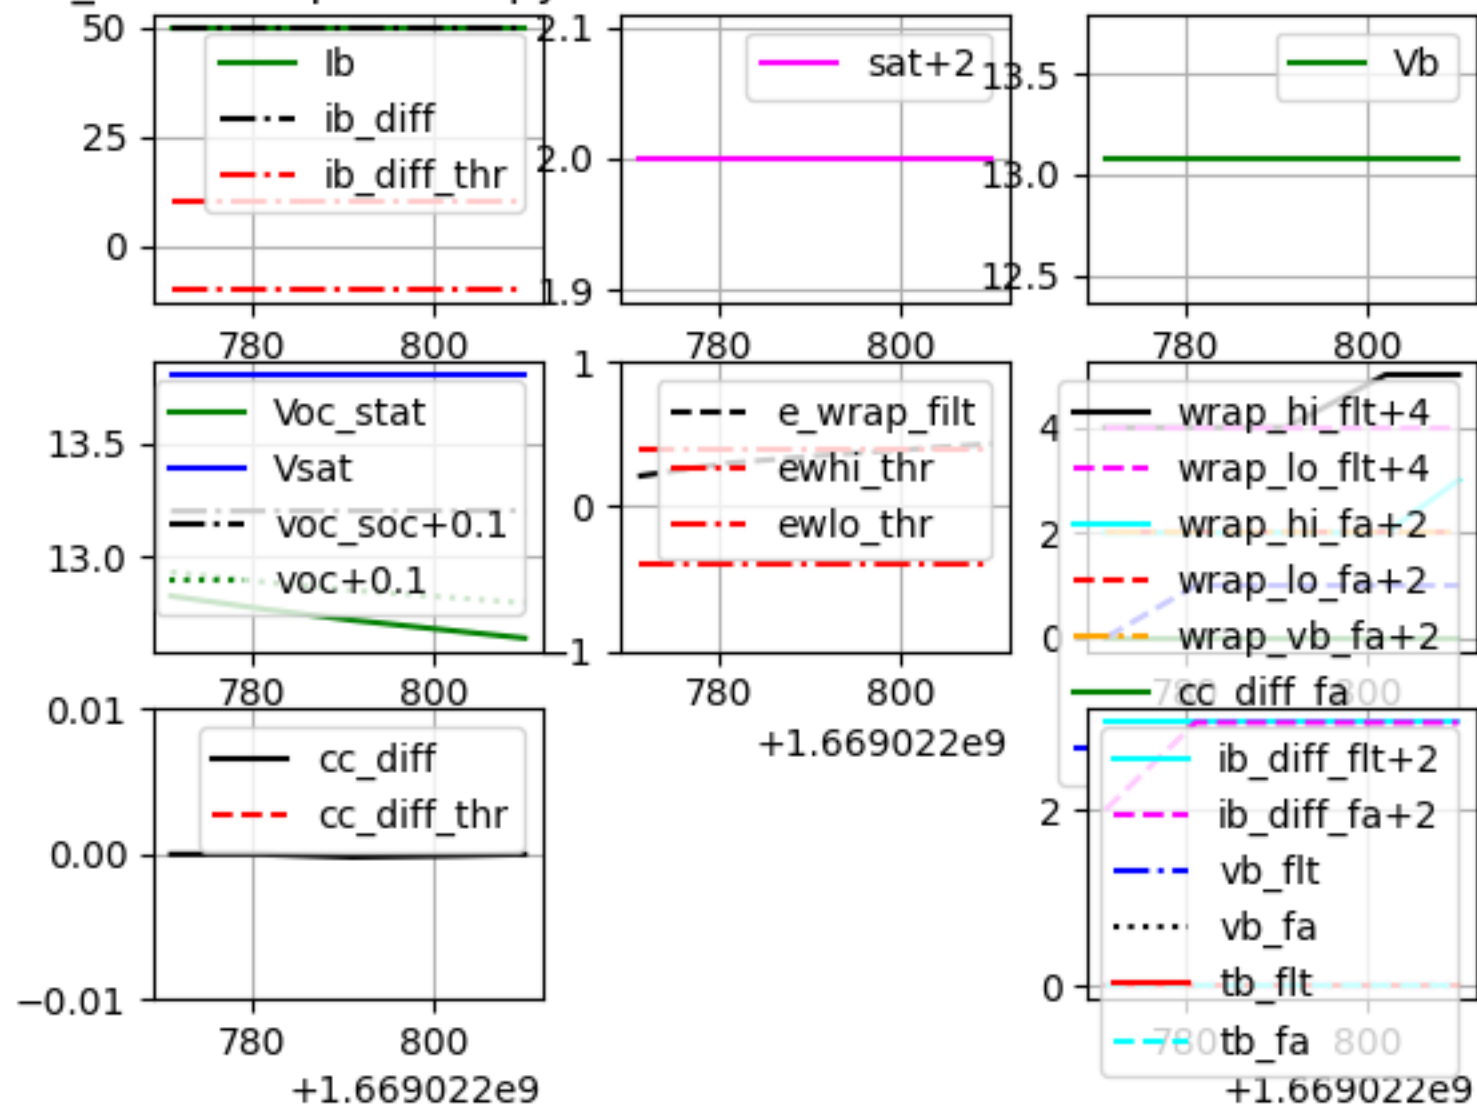 50
25
0
Ib
ib_diff
ib_diff_thr
780 800
2.1
2.0
1.9
sat+2
780 800
13.5
13.0
12.5
Vb
780 800
13.5
13.0
Voc_stat
Vsat
voc_soc+0.1
voc+0.1
780 800
1
0
−1
e_wrap_filt
ewhi_thr
ewlo_thr
780 800
+1.669022e9
4
2
0
wrap_hi_flt+4
wrap_lo_flt+4
wrap_hi_fa+2
wrap_lo_fa+2
wrap_vb_fa+2
cc_diff_fa
780 800
0.01
0.00
−0.01
cc_diff
cc_diff_thr
780 800
+1.669022e9
2
0
ib_diff_flt+2
ib_diff_fa+2
vb_flt
vb_fa
tb_flt
tb_fa
780 800
+1.669022e9